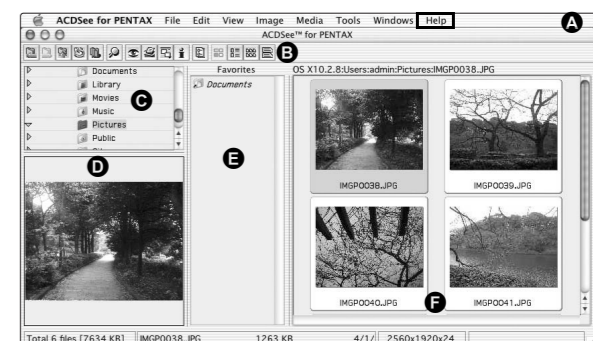 ACDSee for PENTAX File Edit View Image Media Tools Windows Help A
ACDSee™ for PENTAX
B
Documents
Library
Movies
Music
Pictures
Public
C
Favorites
Documents
E
OS X10.2.8:Users:admin:Pictures:IMGP0038.JPG
D
IMGP0038.JPG IMGP0039.JPG
IMGP0040.JPG IMGP0041.JPG
F
Total 6 files [7634 KB] IMGP0038.JPG 1263 KB 4/1/ 2560x1920x24